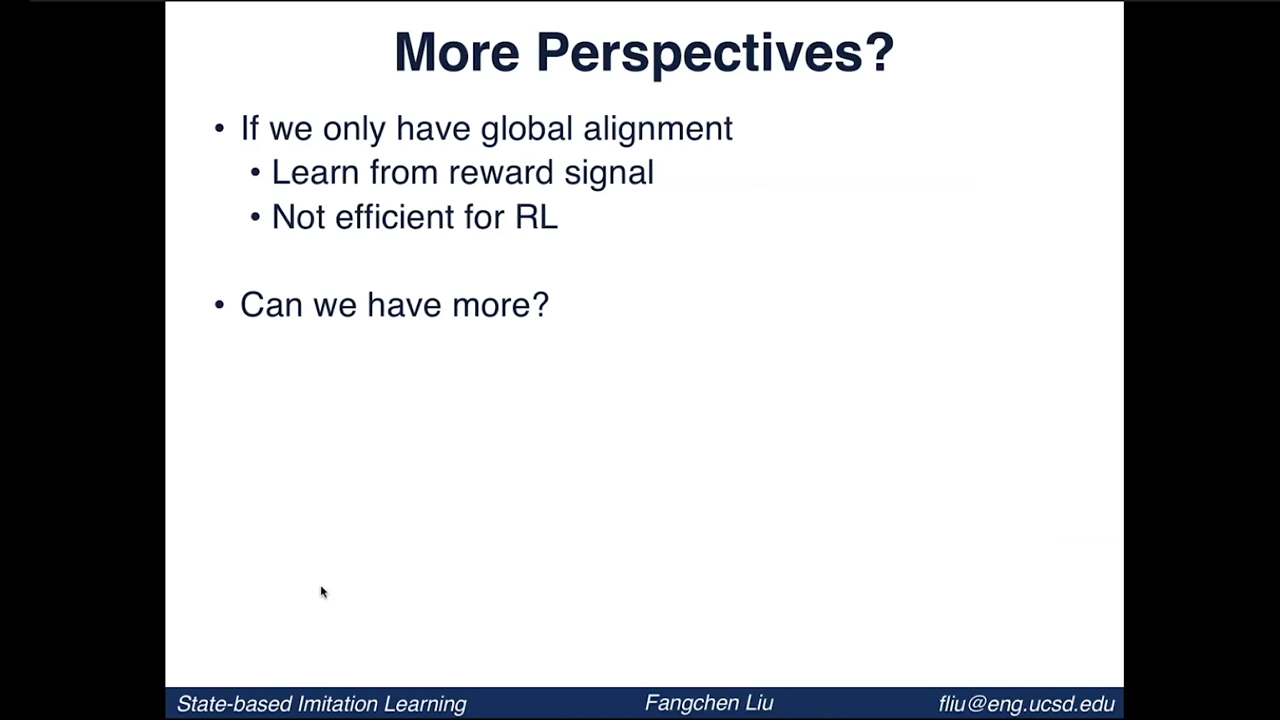 More Perspectives?
• If we only have global alignment
• Learn from reward signal
• Not efficient for RL
• Can we have more?
State-based Imitation Learning Fangchen Liu fliu@eng.ucsd.edu